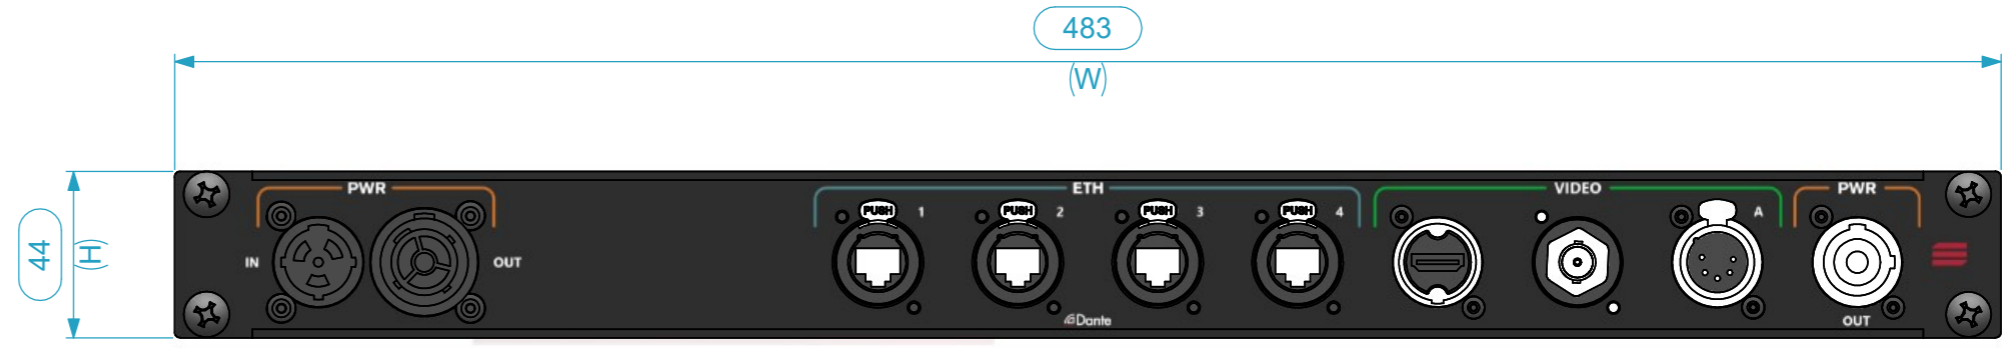 483
(W)
44
(H)
PWR
ETH
VIDEO
PWR
PUSH 1
PUSH 2
PUSH 3
PUSH 4
A
IN
OUT
Dante
OUT